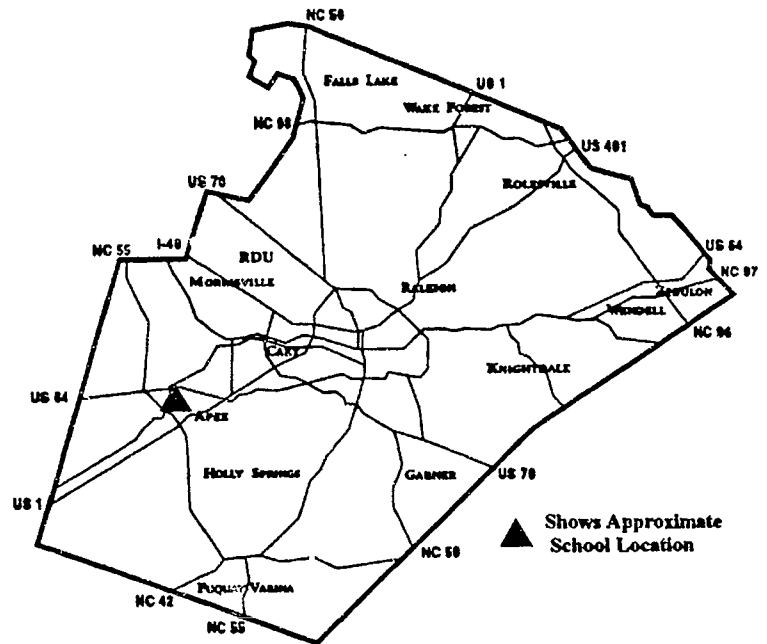 NC 50
FALLS LAKE
US 1
WAKE FOREST
NC 98
US 401
ROLESVILLE
US 70
US 64
I-40
NC 55
RDU
NC 97
MORRISVILLE
RALEIGH
ZEBULON
WENDELL
NC 96
CARY
KNIGHTDALE
US 64
APEX
HOLLY SPRINGS
GARNER
US 70
US 1
Shows Approximate
School Location
NC 50
FUQUAY VARINA
NC 42
NC 55